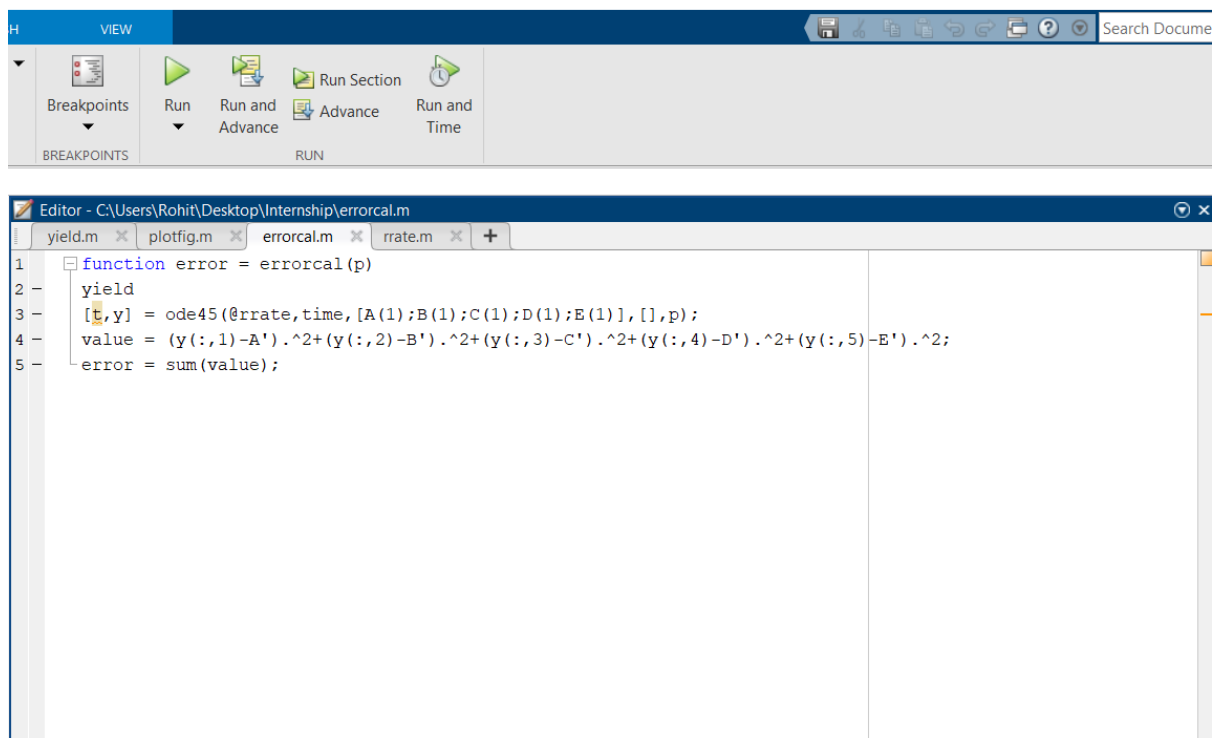 H VIEW Search Docume
Breakpoints Run Run and Advance Run Section Advance Run and Time
BREAKPOINTS RUN
Editor - C:\Users\Rohit\Desktop\Internship\errorcal.m
yield.m plotfig.m errorcal.m rrate.m
1 function error = errorcal(p)
2 yield
3 [t,y] = ode45(@rrate,time,[A(1);B(1);C(1);D(1);E(1)],[],p);
4 value = (y(:,1)-A').^2+(y(:,2)-B').^2+(y(:,3)-C').^2+(y(:,4)-D').^2+(y(:,5)-E').^2;
5 error = sum(value);